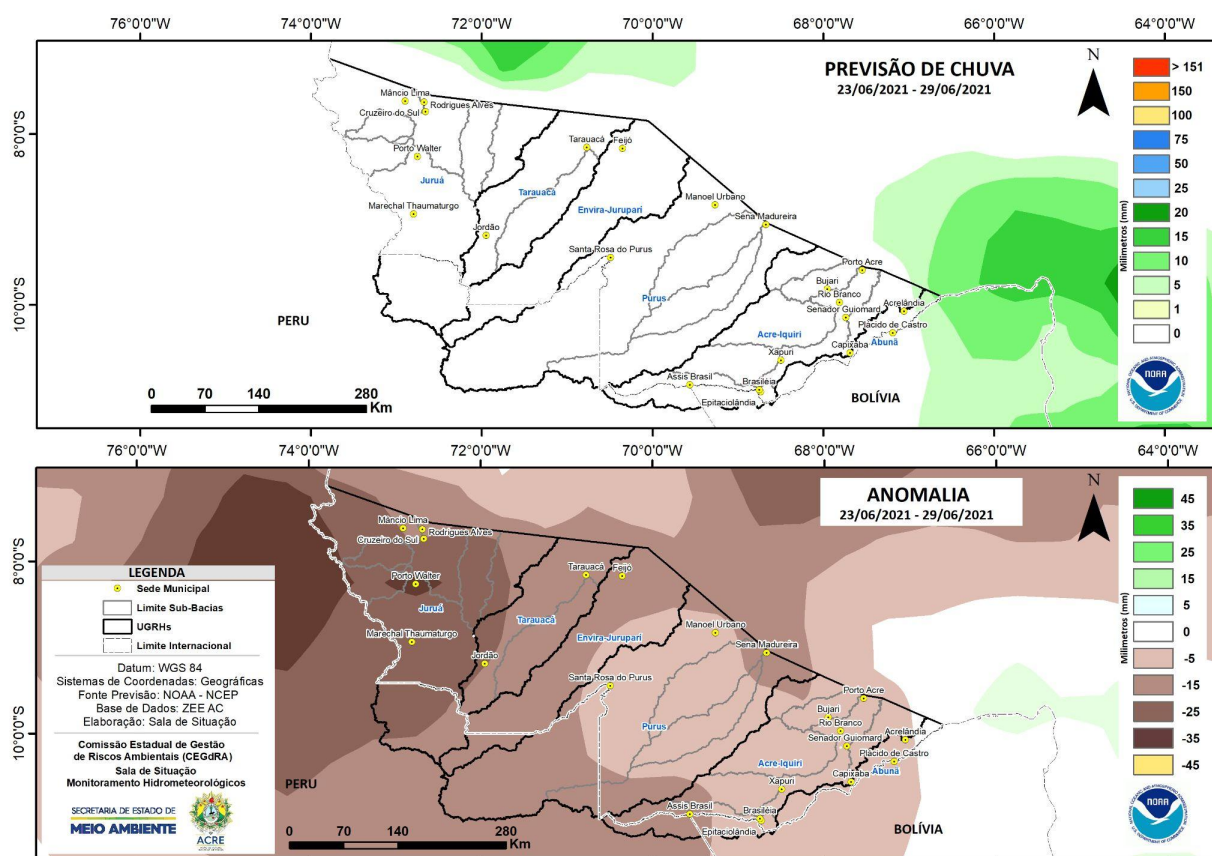 76°0'0"W 74°0'0"W 72°0'0"W 70°0'0"W 68°0'0"W 66°0'0"W 64°0'0"W
PREVISÃO DE CHUVA
23/06/2021 - 29/06/2021
N
8°0'0"S
10°0'0"S
Mâncio Lima
Rodrigues Alves
Cruzeiro do Sul
Porto Walter
Juruá
Marechal Thaumaturgo
Jordão
Tarauacá
Feijó
Tarauacá
Envira-Jurupari
Manoel Urbano
Sena Madureira
Santa Rosa do Purus
Purus
Porto Acre
Bujari
Rio Branco
Senador Guiomard
Acrelândia
Plácido de Castro
Abunã
Acre-Iquiri
Capixaba
Xapuri
Assis Brasil
Brasiléia
Epitaciolândia
PERU
BOLÍVIA
0 70 140 280
Km
Milimetros (mm)
> 151
150
100
75
50
25
20
15
10
5
1
0
NOAA
76°0'0"W 74°0'0"W 72°0'0"W 70°0'0"W 68°0'0"W 66°0'0"W 64°0'0"W
ANOMALIA
23/06/2021 - 29/06/2021
N
8°0'0"S
10°0'0"S
Mâncio Lima
Rodrigues Alves
Cruzeiro do Sul
Porto Walter
Juruá
Marechal Thaumaturgo
Jordão
Tarauacá
Feijó
Tarauacá
Envira-Jurupari
Manoel Urbano
Sena Madureira
Santa Rosa do Purus
Purus
Porto Acre
Bujari
Rio Branco
Senador Guiomard
Acrelândia
Plácido de Castro
Abunã
Acre-Iquiri
Capixaba
Xapuri
Assis Brasil
Brasiléia
Epitaciolândia
PERU
BOLÍVIA
0 70 140 280
Km
Milimetros (mm)
45
35
25
15
5
0
-5
-15
-25
-35
-45
NOAA
LEGENDA
Sede Municipal
Limite Sub-Bacias
UGRHs
Limite Internacional
Datum: WGS 84
Sistemas de Coordenadas: Geográficas
Fonte Previsão: NOAA - NCEP
Base de Dados: ZEE AC
Elaboração: Sala de Situação
Comissão Estadual de Gestão
de Riscos Ambientais (CEGdRA)
Sala de Situação
Monitoramento Hidrometeorológicos
SECRETARIA DE ESTADO DE
MEIO AMBIENTE
ACRE